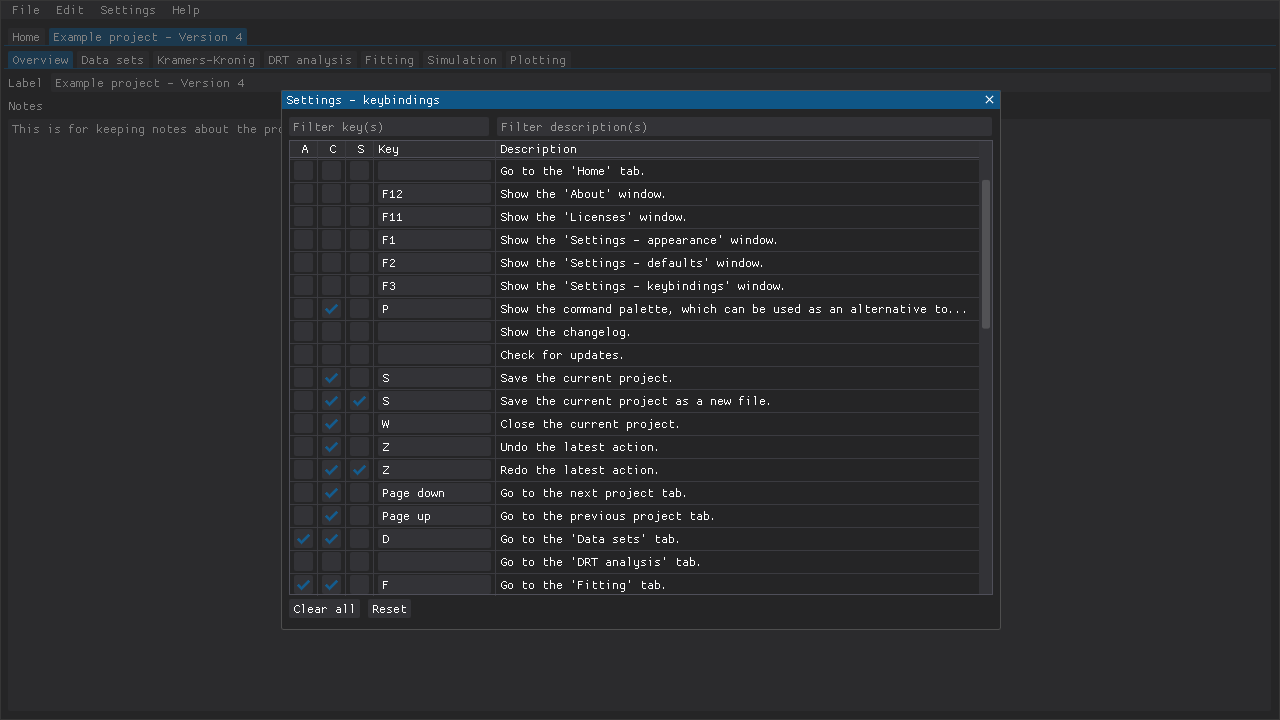 File Edit Settings Help
Home Example project - Version 4
Overview Data sets Kramers-Kronig DRT analysis Fitting Simulation Plotting
Label Example project - Version 4
Notes
This is for keeping notes about the
Settings - keybindings
Filter key(s) Filter description(s)
A C S Key Description
Go to the 'Home' tab.
F12 Show the 'About' window.
F11 Show the 'Licenses' window.
F1 Show the 'Settings - appearance' window.
F2 Show the 'Settings - defaults' window.
F3 Show the 'Settings - keybindings' window.
P Show the command palette, which can be used as an alternative to...
Show the changelog.
Check for updates.
S Save the current project.
S Save the current project as a new file.
W Close the current project.
Z Undo the latest action.
Z Redo the latest action.
Page down Go to the next project tab.
Page up Go to the previous project tab.
D Go to the 'Data sets' tab.
Go to the 'DRT analysis' tab.
F Go to the 'Fitting' tab.
Clear all Reset